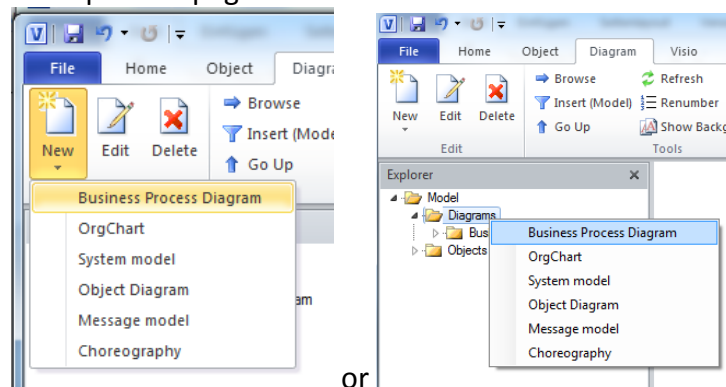 File Home Object Diagra
New Edit Delete
Browse
Insert (Mode
Go Up
Business Process Diagram
OrgChart
System model
Object Diagram
Message model
Choreography
am
or
File Home Object Diagram Visio
New Edit Delete
Browse
Insert (Model)
Go Up
Refresh
Renumber
Show Backg
Edit Tools
Explorer
Model
Diagrams
Bus
Objects
Business Process Diagram
OrgChart
System model
Object Diagram
Message model
Choreography